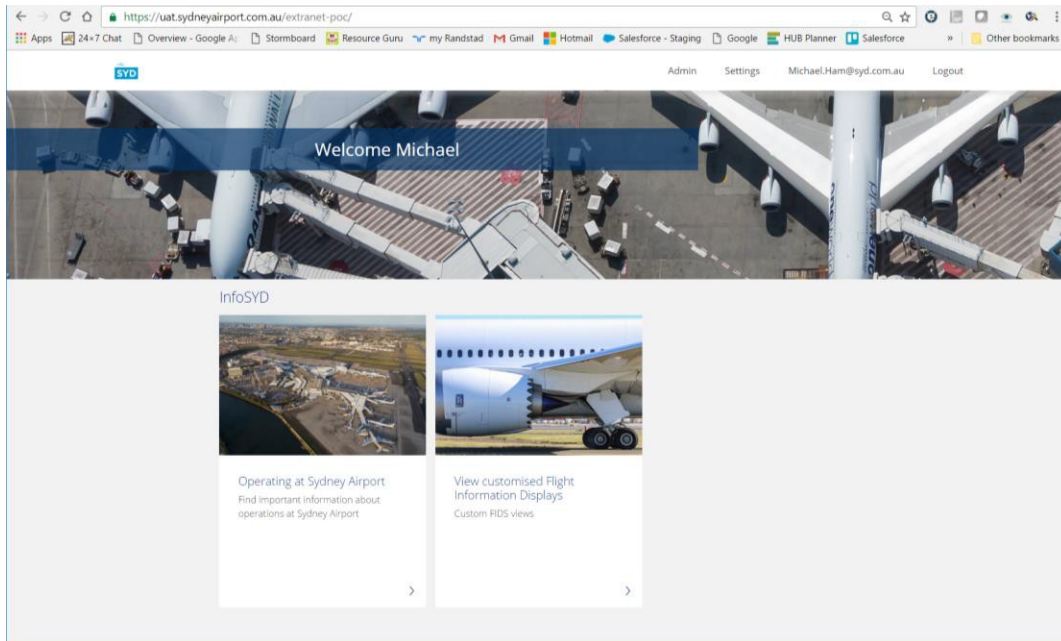 https://uat.sydneyairport.com.au/extranet-poc/
Apps 24×7 Chat Overview - Google A Stormboard Resource Guru my Randstad Gmail Hotmail Salesforce - Staging Google HUB Planner Salesforce » Other bookmarks
SYD Admin Settings Michael.Ham@syd.com.au Logout
Welcome Michael
InfoSYD
Operating at Sydney Airport
Find important information about
operations at Sydney Airport
View customised Flight
Information Displays
Custom FIDS views